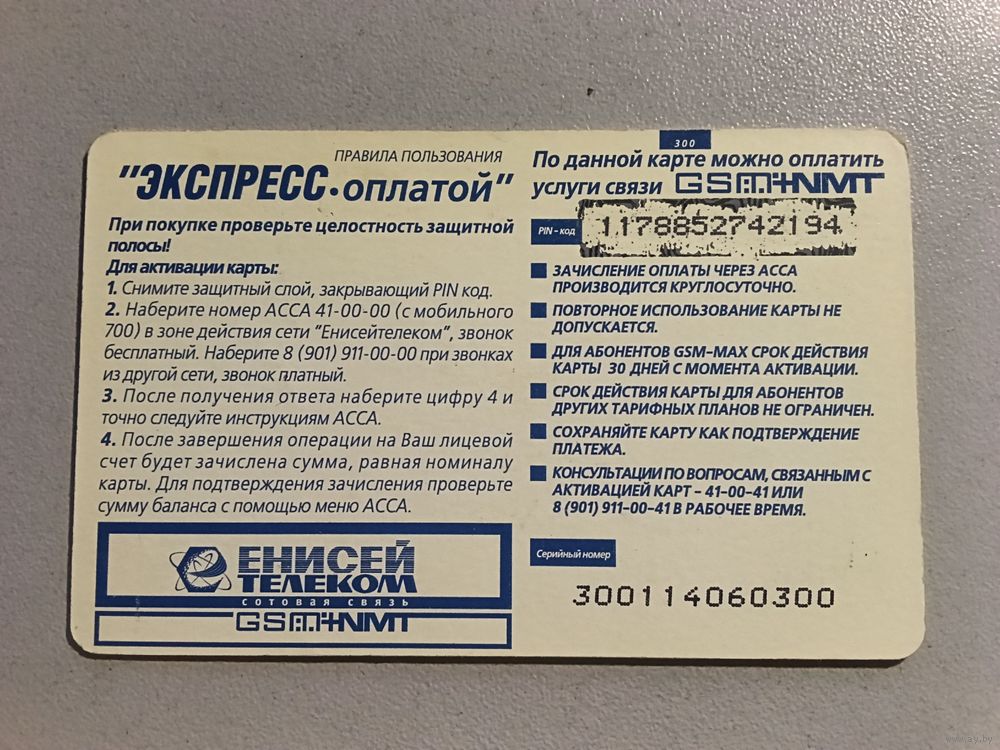 ПРАВИЛА ПОЛЬЗОВАНИЯ
"ЭКСПРЕСС·оплатой"
При покупке проверьте целостность защитной
полосы!
Для активации карты:
1. Снимите защитный слой, закрывающий PIN код.
2. Наберите номер АССА 41-00-00 (с мобильного
700) в зоне действия сети "Енисейтелеком", звонок
бесплатный. Наберите 8 (901) 911-00-00 при звонках
из другой сети, звонок платный.
3. После получения ответа наберите цифру 4 и
точно следуйте инструкциям АССА.
4. После завершения операции на Ваш лицевой
счет будет зачислена сумма, равная номиналу
карты. Для подтверждения зачисления проверьте
сумму баланса с помощью меню АССА.
ЕНИСЕЙ
ТЕЛЕКОМ
сотовая связь
GSM+NMT
300
По данной карте можно оплатить
услуги связи GSM+NMT
PIN-код 1178852742194
ЗАЧИСЛЕНИЕ ОПЛАТЫ ЧЕРЕЗ АССА
ПРОИЗВОДИТСЯ КРУГЛОСУТОЧНО.
ПОВТОРНОЕ ИСПОЛЬЗОВАНИЕ КАРТЫ НЕ
ДОПУСКАЕТСЯ.
ДЛЯ АБОНЕНТОВ GSM-MAX СРОК ДЕЙСТВИЯ
КАРТЫ 30 ДНЕЙ С МОМЕНТА АКТИВАЦИИ.
СРОК ДЕЙСТВИЯ КАРТЫ ДЛЯ АБОНЕНТОВ
ДРУГИХ ТАРИФНЫХ ПЛАНОВ НЕ ОГРАНИЧЕН.
СОХРАНЯЙТЕ КАРТУ КАК ПОДТВЕРЖДЕНИЕ
ПЛАТЕЖА.
КОНСУЛЬТАЦИИ ПО ВОПРОСАМ, СВЯЗАННЫМ С
АКТИВАЦИЕЙ КАРТ - 41-00-41 ИЛИ
8 (901) 911-00-41 В РАБОЧЕЕ ВРЕМЯ.
Серийный номер
300114060300
www.ay.by